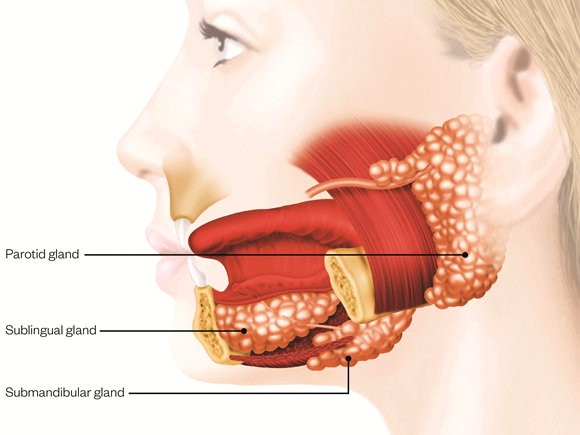 Parotid gland
Sublingual gland
Submandibular gland